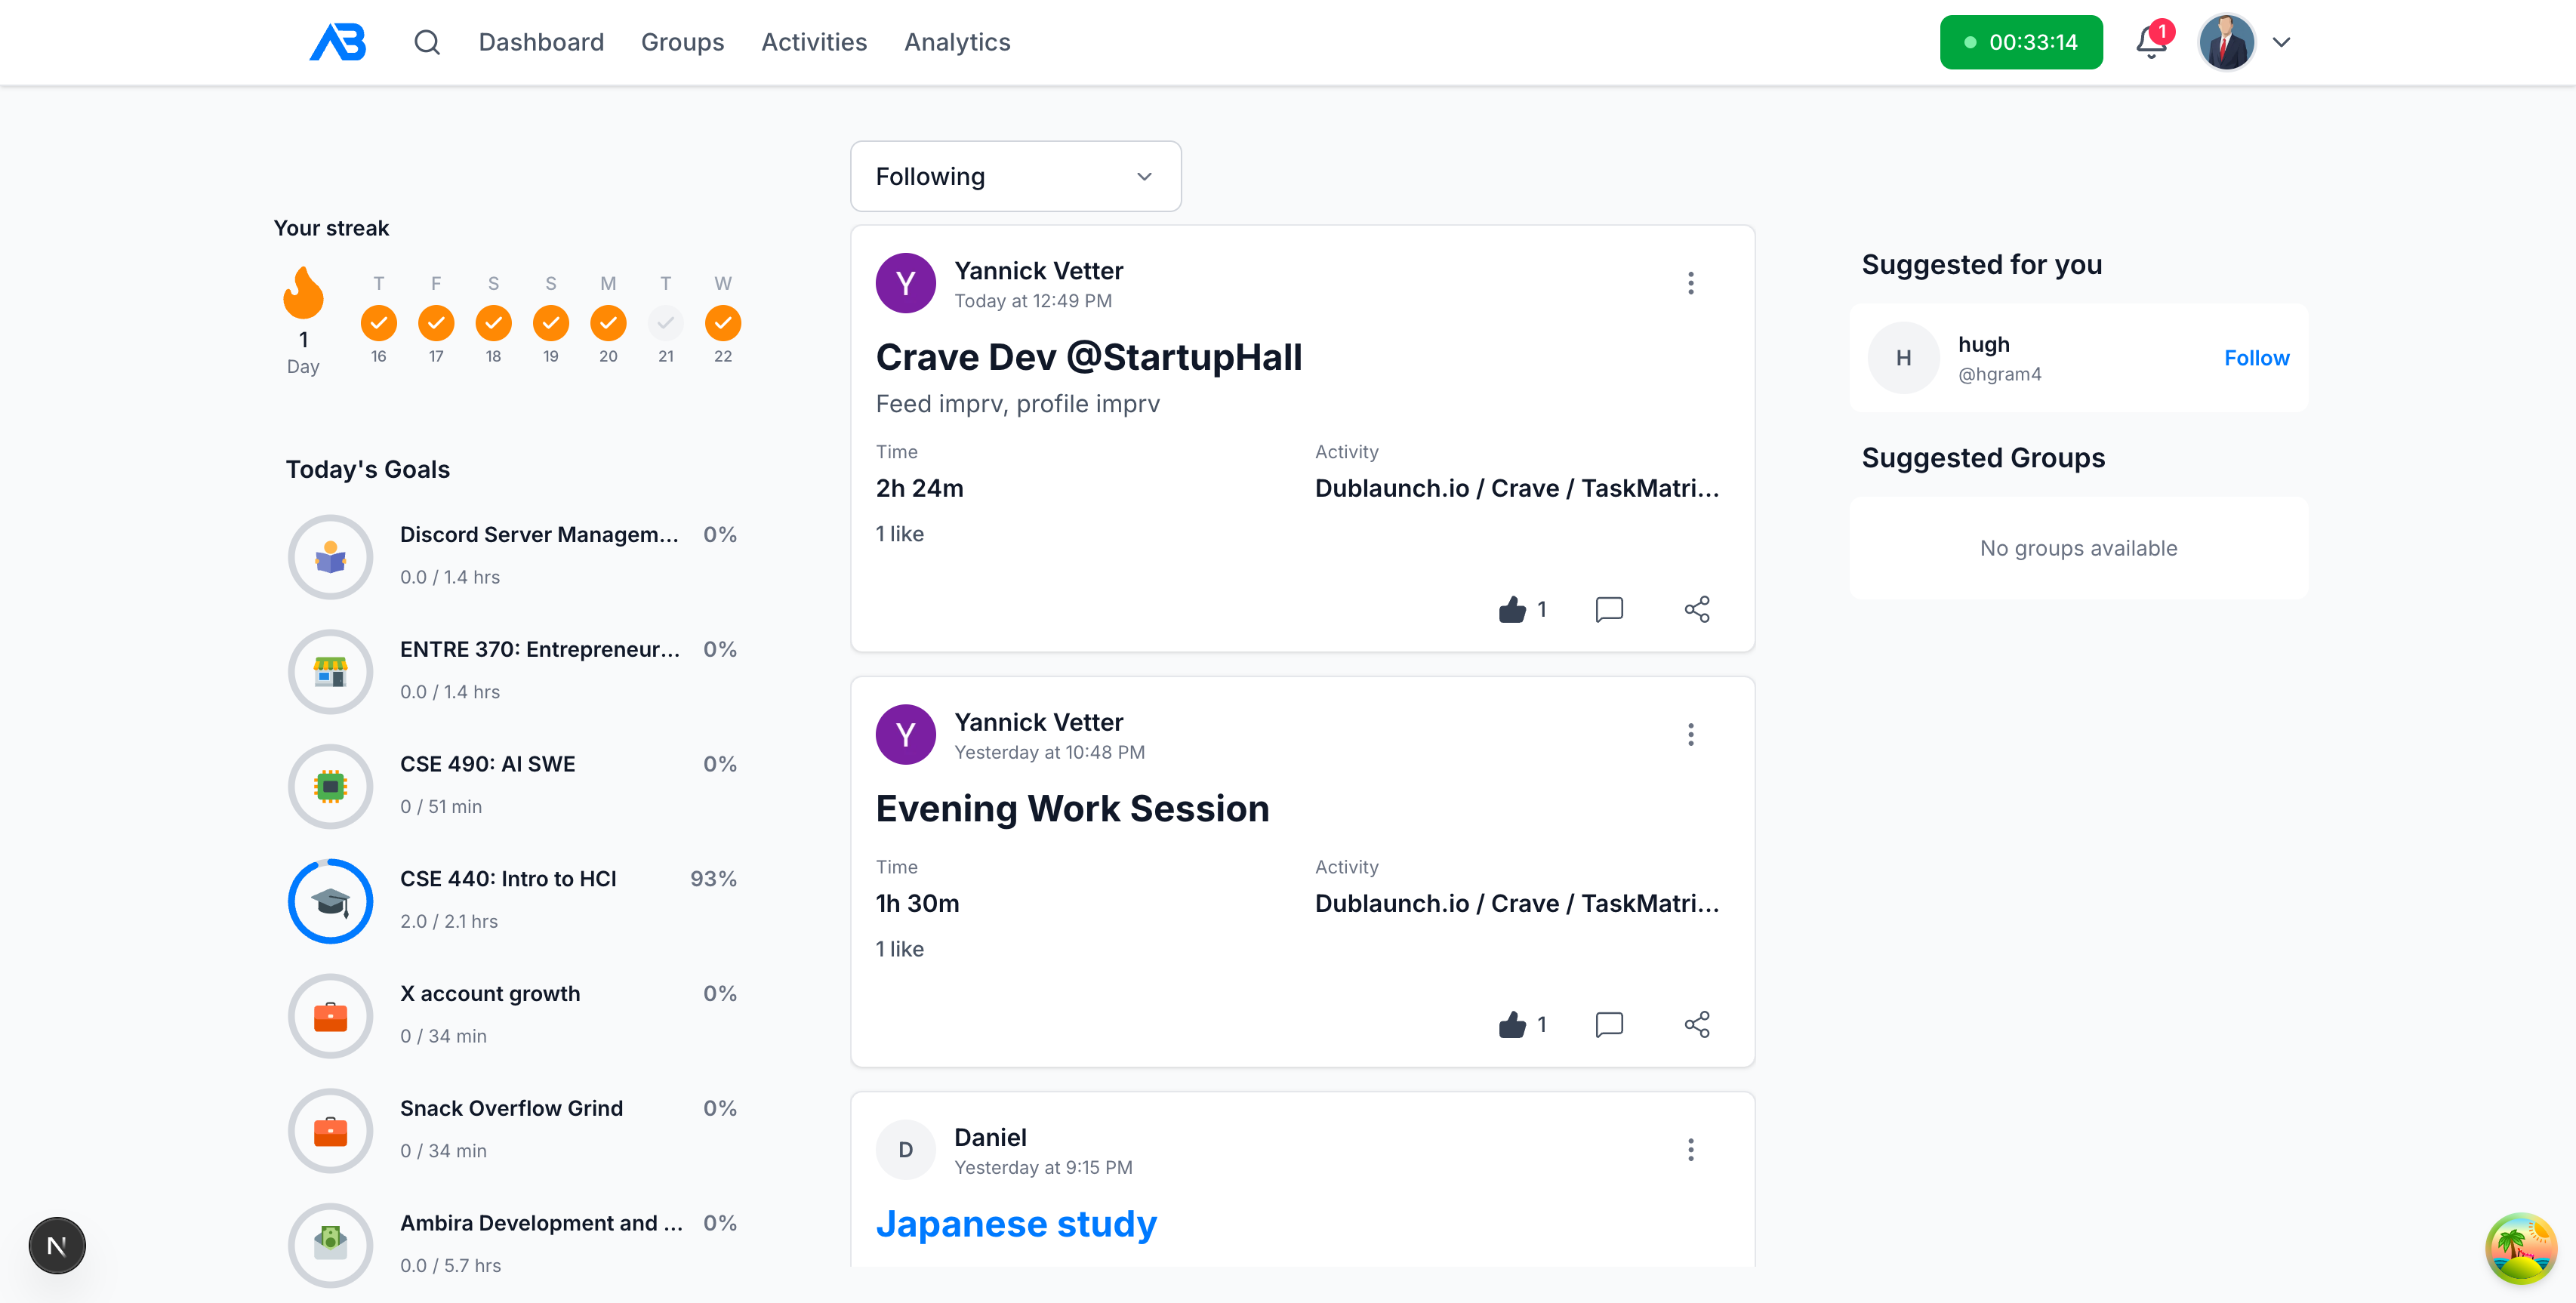 AB
Dashboard
Groups
Activities
Analytics
00:33:14
1
Your streak
1
Day
T F S S M T W
16 17 18 19 20 21 22
Today's Goals
Discord Server Managem... 0%
0.0 / 1.4 hrs
ENTRE 370: Entrepreneur... 0%
0.0 / 1.4 hrs
CSE 490: AI SWE 0%
0 / 51 min
CSE 440: Intro to HCI 93%
2.0 / 2.1 hrs
X account growth 0%
0 / 34 min
Snack Overflow Grind 0%
0 / 34 min
Ambira Development and ... 0%
0.0 / 5.7 hrs
N
Following
Y
Yannick Vetter
Today at 12:49 PM
Crave Dev @StartupHall
Feed imprv, profile imprv
Time
2h 24m
Activity
Dublaunch.io / Crave / TaskMatri...
1 like
1
Y
Yannick Vetter
Yesterday at 10:48 PM
Evening Work Session
Time
1h 30m
Activity
Dublaunch.io / Crave / TaskMatri...
1 like
1
D
Daniel
Yesterday at 9:15 PM
Japanese study
Suggested for you
H
hugh
@hgram4
Follow
Suggested Groups
No groups available